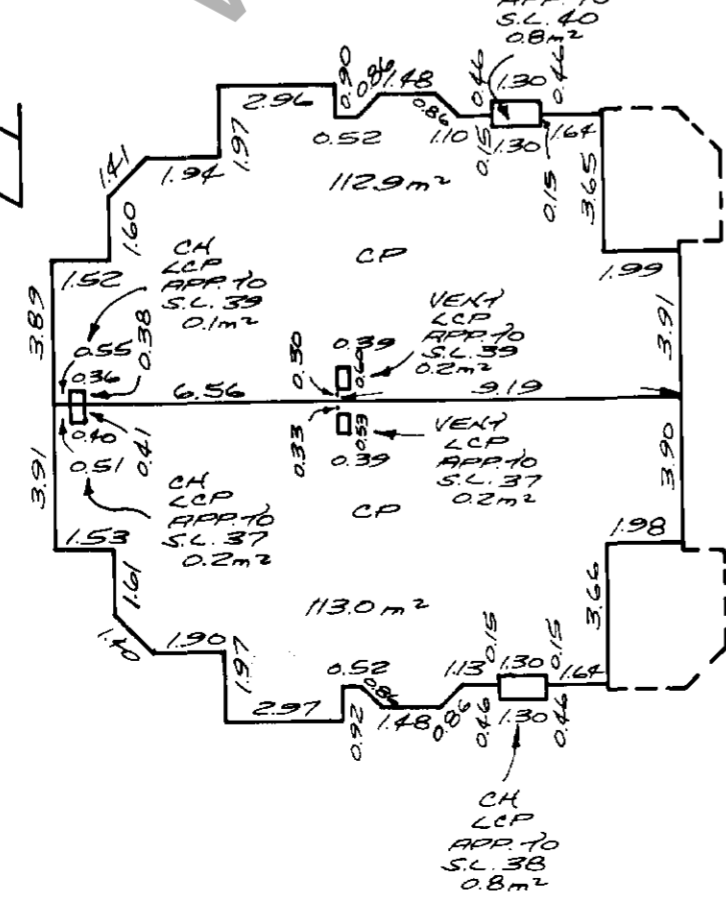 APP. TO
S.L. 40
0.8m²
0.90
0.86
1.48
0.46
1.30
0.46
2.96
0.52
0.86
1.10
0.15
1.30
0.15
1.64
1.41
1.94
1.97
112.9m²
3.65
1.60
CP
1.52
1.99
CH
LCP
APP. TO
S.L. 39
0.1m²
3.89
0.55
0.36
0.38
6.56
0.30
0.39
0.60
VENT
LCP
APP. TO
S.L. 39
0.2m²
9.19
3.91
0.40
0.51
0.41
3.91
0.33
0.53
0.39
VENT
LCP
APP. TO
S.L. 37
0.2m²
3.90
CH
LCP
APP. TO
S.L. 37
0.2m²
CP
1.53
1.98
1.61
113.0m²
3.66
1.40
1.90
1.97
2.97
0.52
0.86
0.92
1.48
0.86
1.13
0.15
1.30
0.15
1.64
0.46
1.30
0.46
CH
LCP
APP. TO
S.L. 38
0.8m²